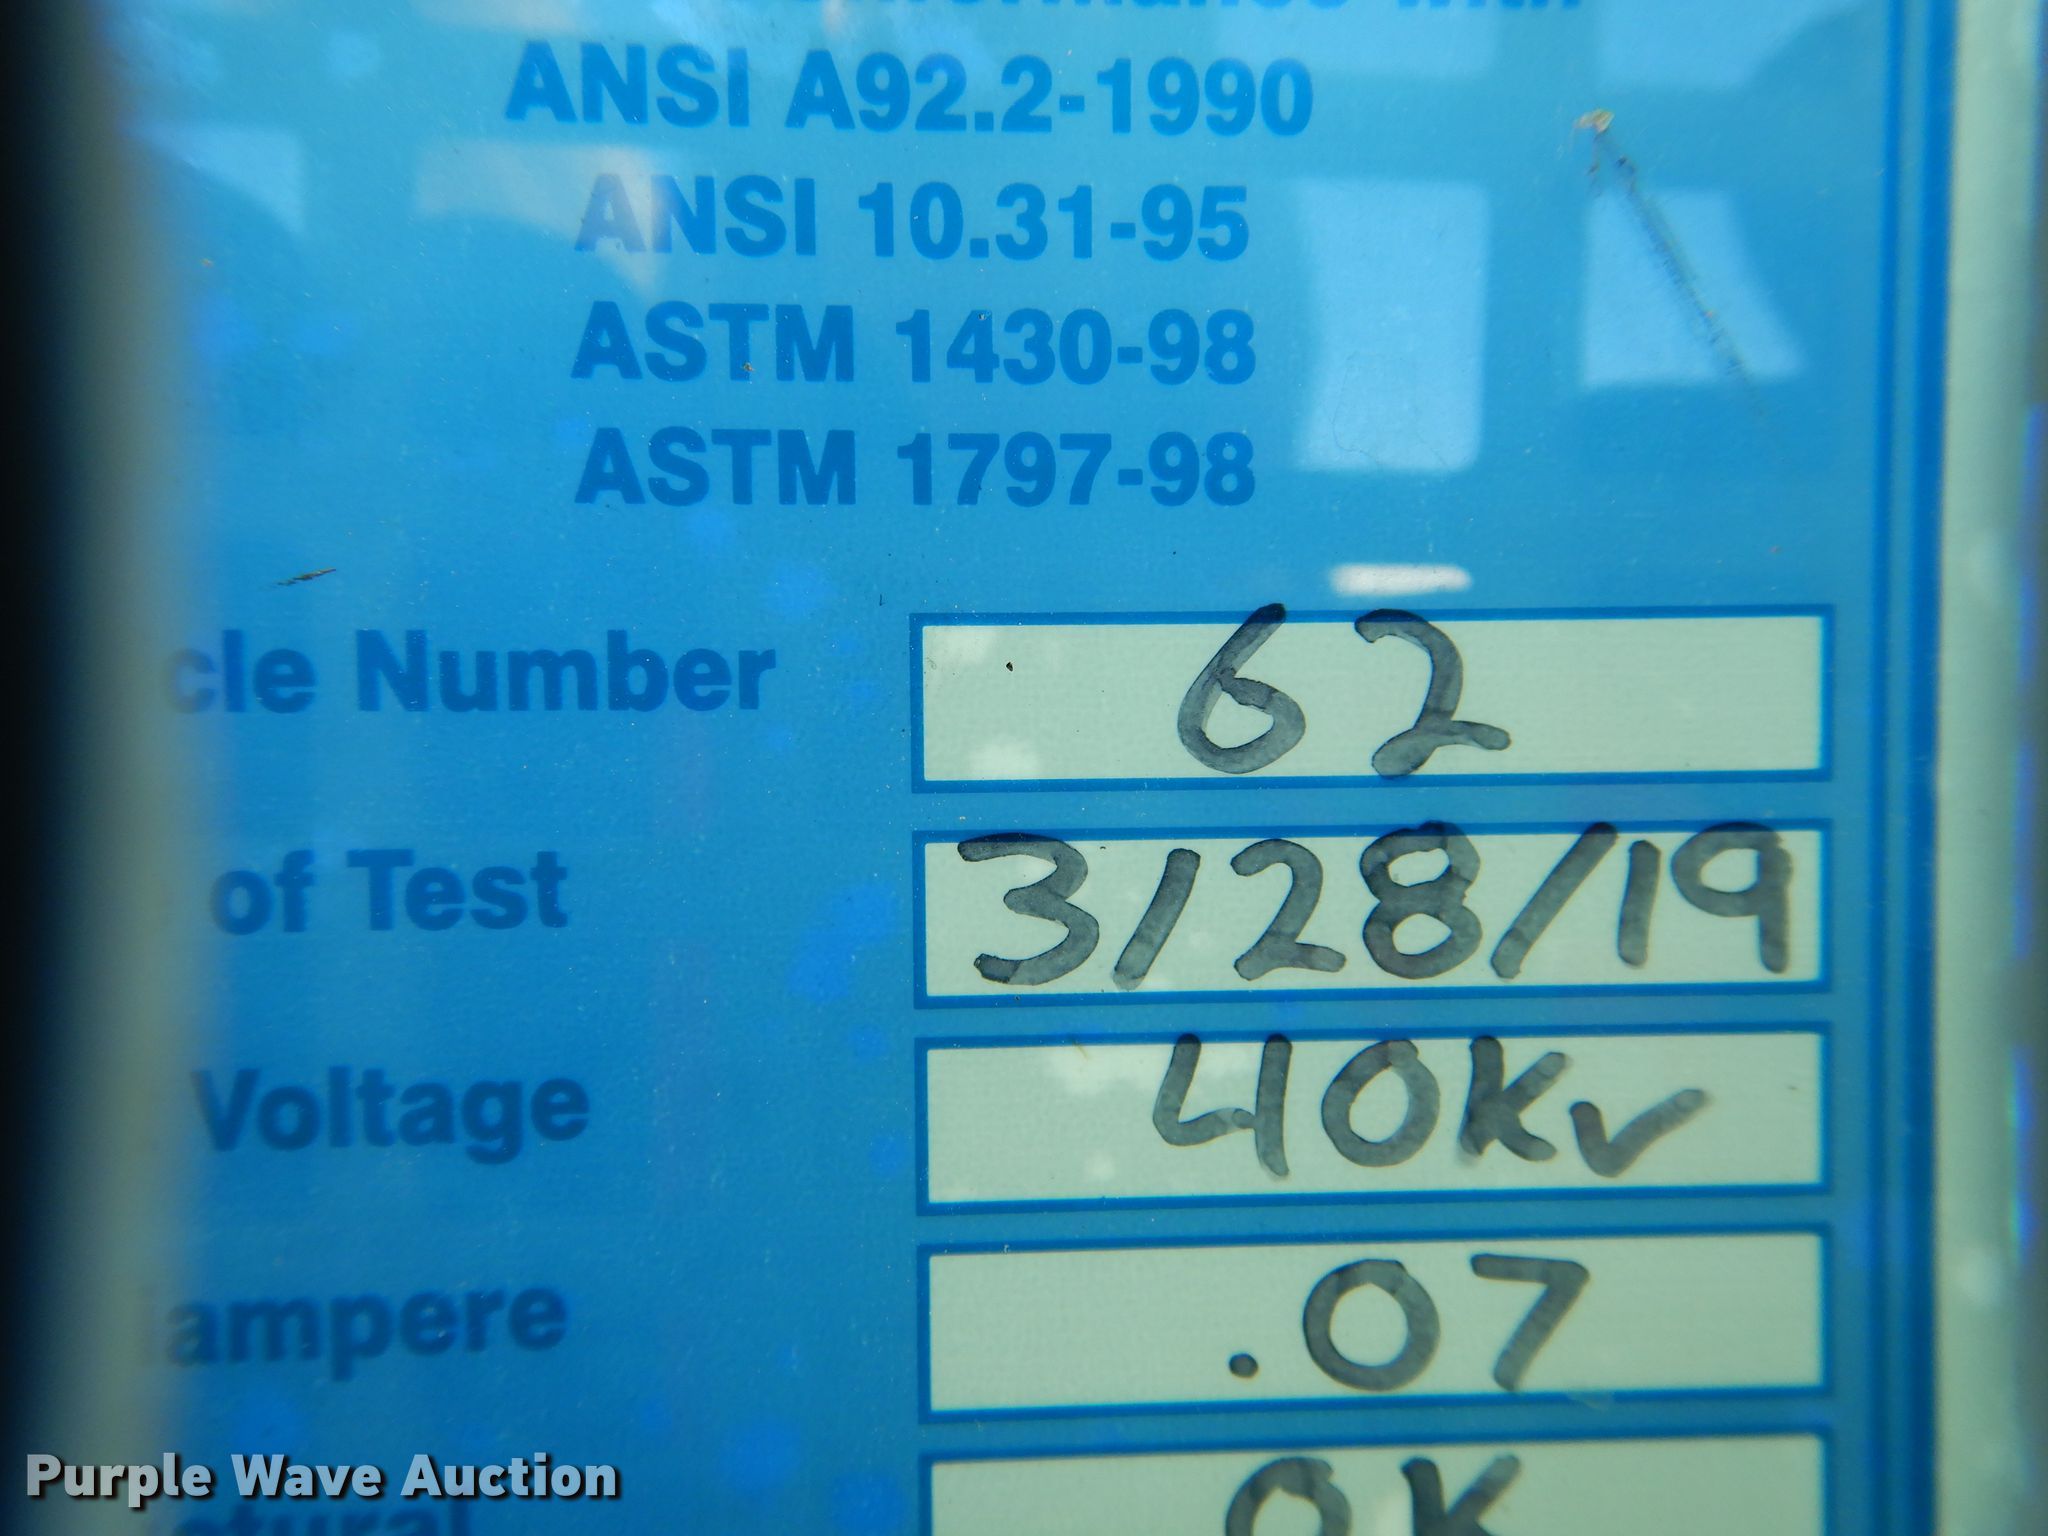 with
ANSI A92.2-1990
ANSI 10.31-95
ASTM 1430-98
ASTM 1797-98
cle Number 62
of Test 3/28/19
Voltage 40Kv
ampere .07
OK
Purple Wave Auction